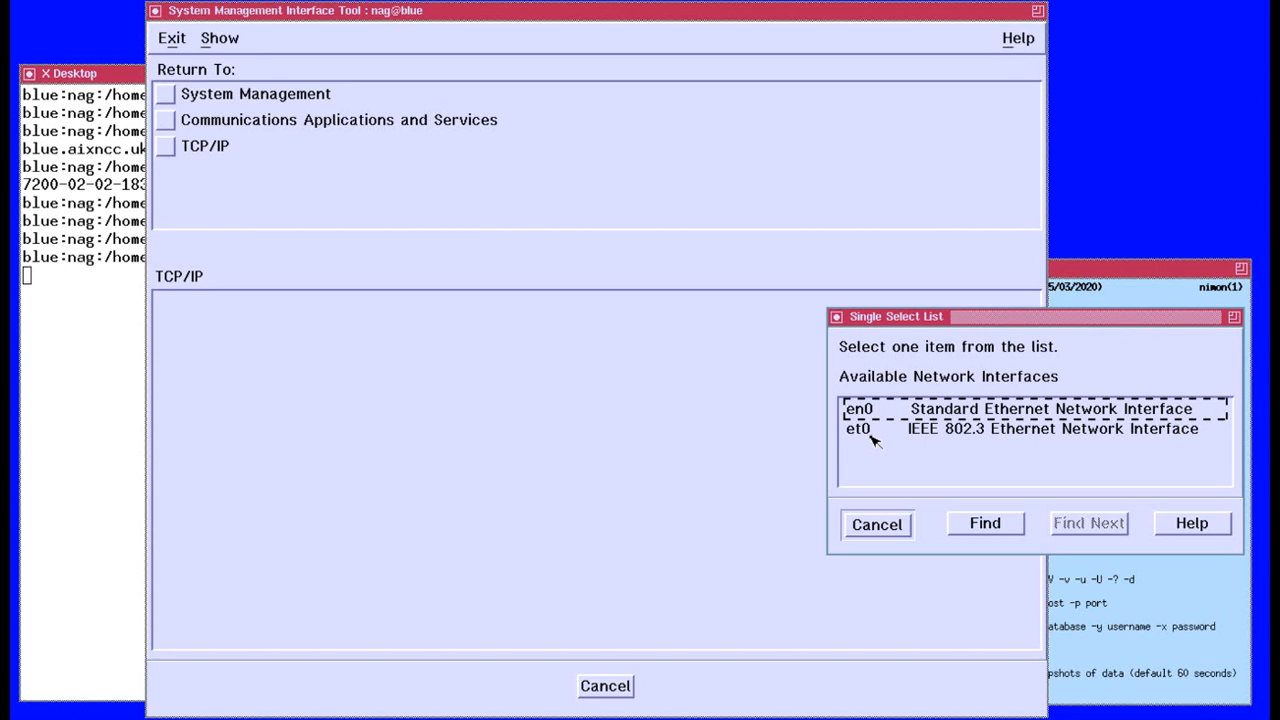 System Management Interface Tool : nag@blue
Exit Show Help
Return To:
System Management
Communications Applications and Services
TCP/IP
TCP/IP
Cancel
X Desktop
blue:nag:/home
blue:nag:/home
blue:nag:/home
blue.aixncc.uk
blue:nag:/home
7200-02-02-183
blue:nag:/home
blue:nag:/home
blue:nag:/home
blue:nag:/home
5/03/2020) nimon(1)
Single Select List
Select one item from the list.
Available Network Interfaces
en0 Standard Ethernet Network Interface
et0 IEEE 802.3 Ethernet Network Interface
Cancel Find Find Next Help
V -v -u -U -? -d
ost -p port
atabase -y username -x password
pshots of data (default 60 seconds)